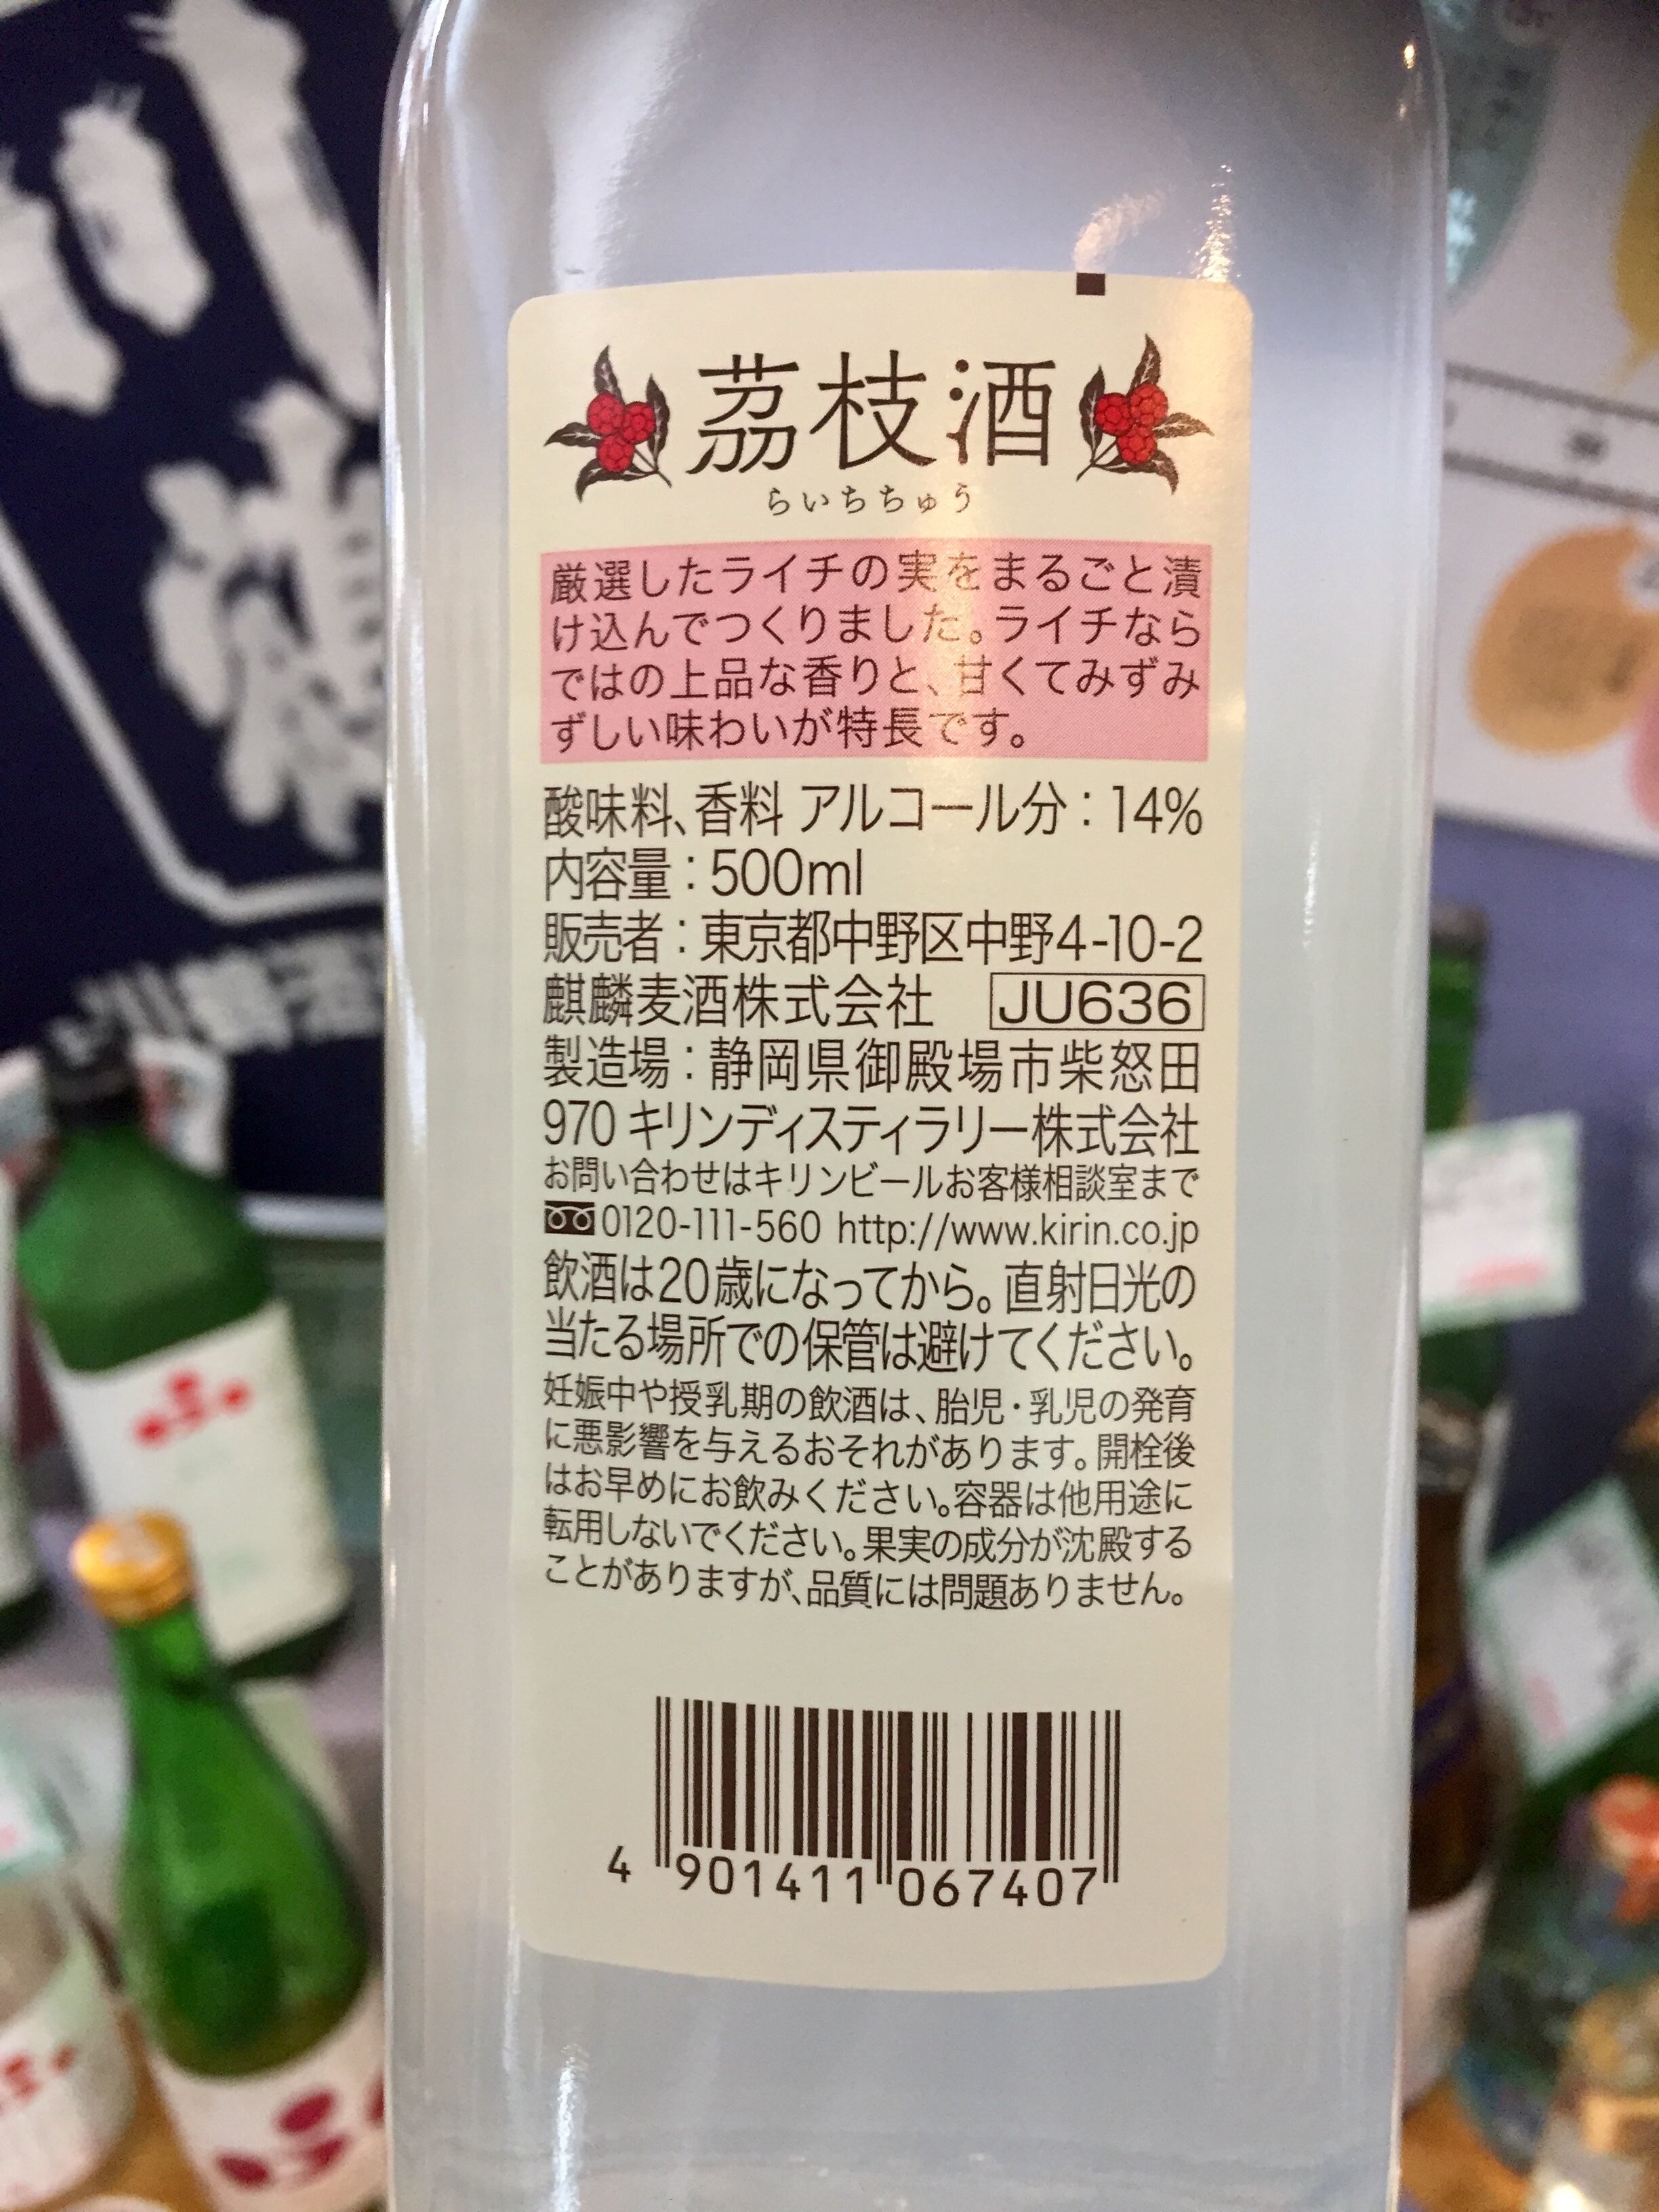 茘枝酒
らいちちゅう
厳選したライチの実をまるごと漬
け込んでつくりました。ライチなら
ではの上品な香りと、甘くてみずみ
ずしい味わいが特長です。
酸味料、香料 アルコール分：14%
内容量：500ml
販売者：東京都中野区中野4-10-2
麒麟麦酒株式会社 JU636
製造場：静岡県御殿場市柴怒田
970 キリンディスティラリー株式会社
お問い合わせはキリンビールお客様相談室まで
0120-111-560 http://www.kirin.co.jp
飲酒は20歳になってから。直射日光の
当たる場所での保管は避けてください。
妊娠中や授乳期の飲酒は、胎児・乳児の発育
に悪影響を与えるおそれがあります。開栓後
はお早めにお飲みください。容器は他用途に
転用しないでください。果実の成分が沈殿する
ことがありますが、品質には問題ありません。
4 901411 067407